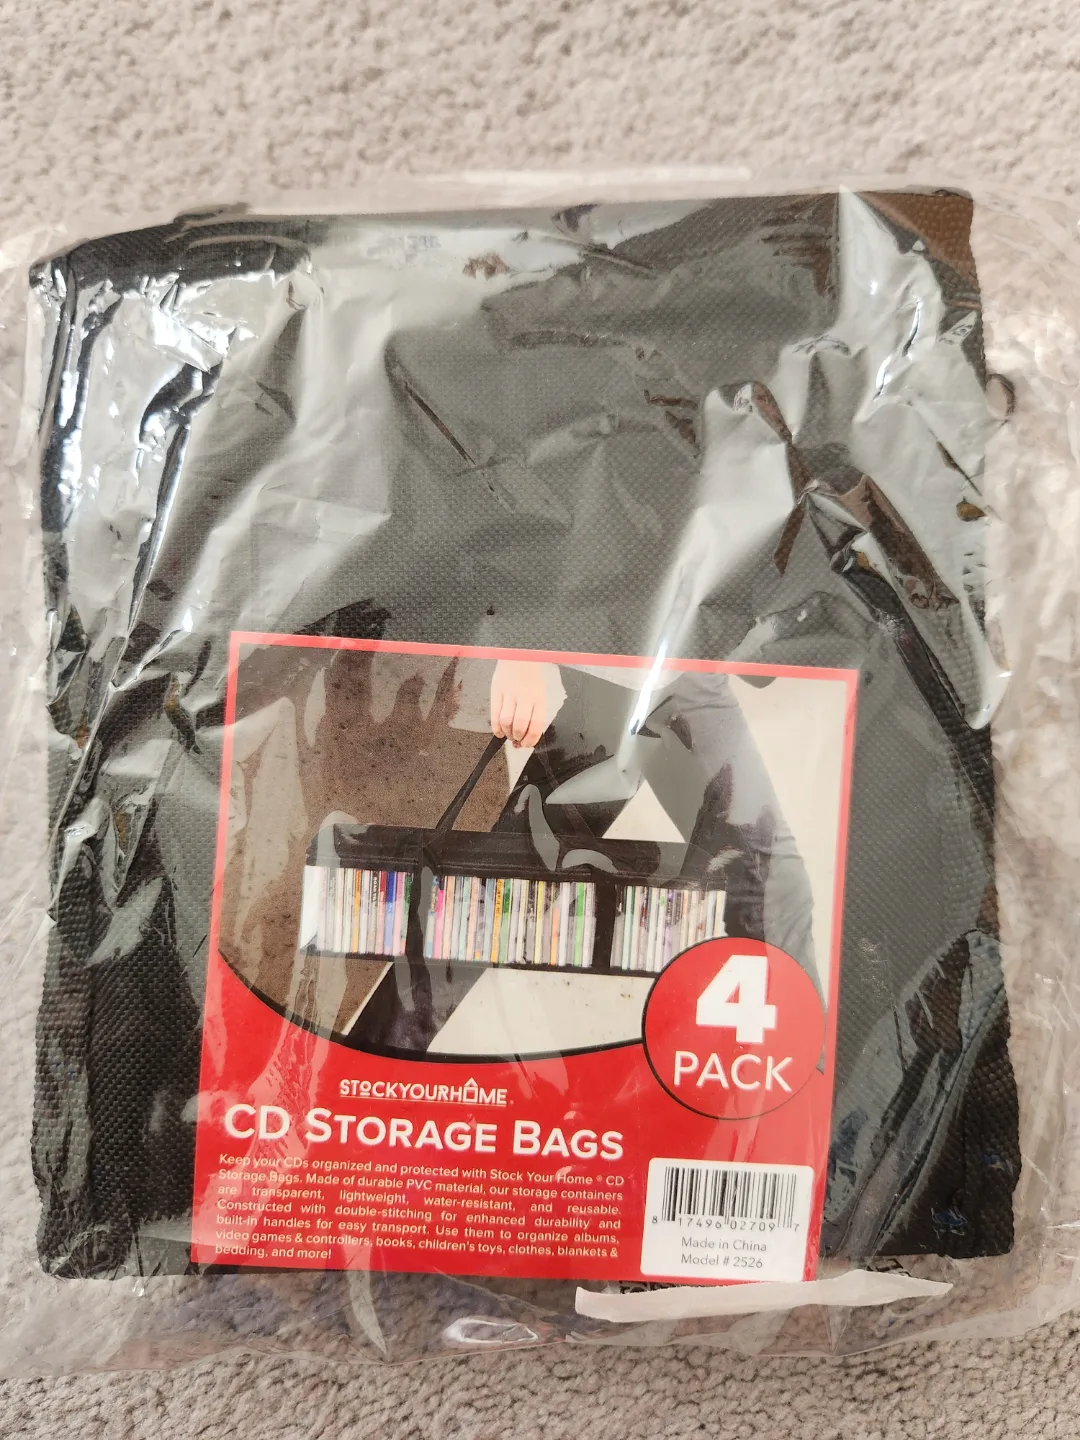 4
PACK
STOCKYOURHOME
CD STORAGE BAGS
Keep your CDs organized and protected with Stock Your Home ® CD
Storage Bags. Made of durable PVC material, our storage containers
are transparent, lightweight, water-resistant, and reusable.
Constructed with double-stitching for enhanced durability and
built-in handles for easy transport. Use them to organize albums,
video games & controllers, books, children's toys, clothes, blankets &
bedding, and more!
8 17496 02709 7
Made in China
Model # 2526